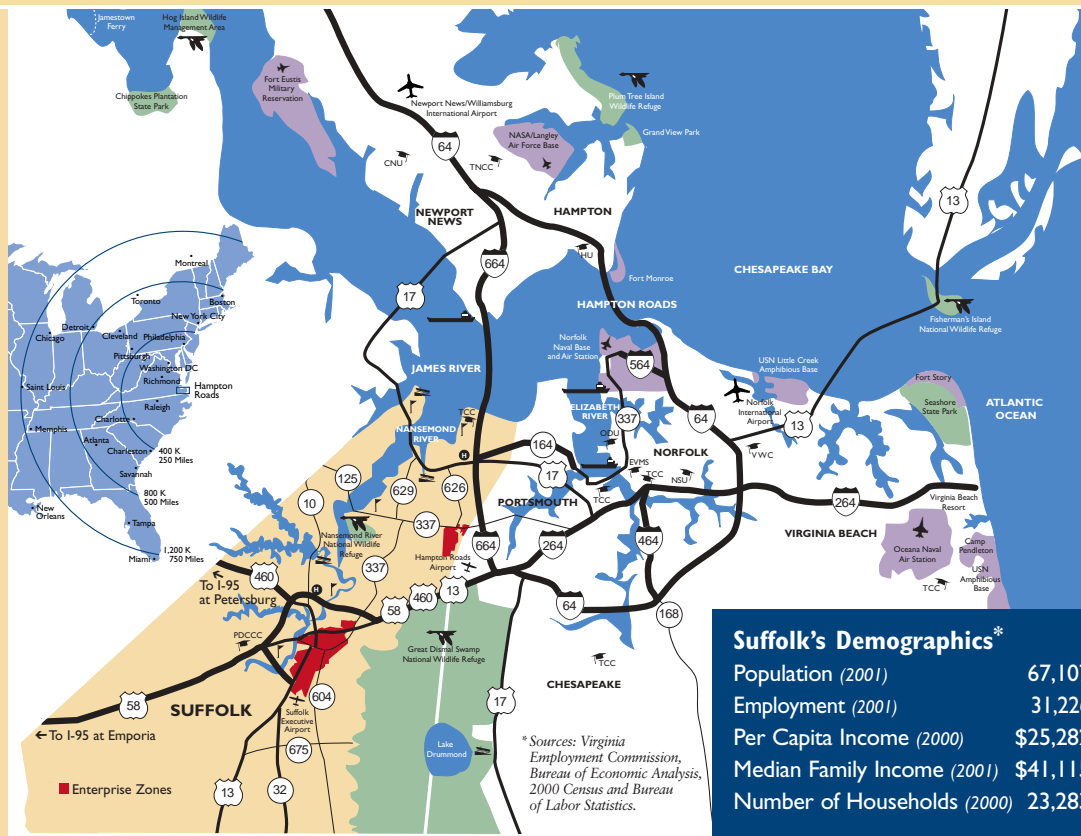 Jamestown
Ferry
Hog Island Wildlife
Management Area
Chippokes Plantation
State Park
Fort Eustis
Military
Reservation
Newport News/Williamsburg
International Airport
64
CNU
TNCC
NASA/Langley
Air Force Base
Plum Tree Island
Wildlife Refuge
Grand View Park
13
NEWPORT
NEWS
HAMPTON
664
HU
Fort Monroe
CHESAPEAKE BAY
17
HAMPTON ROADS
Fisherman's Island
National Wildlife Refuge
Norfolk
Naval Base
and Air Station
564
USN Little Creek
Amphibious Base
Fort Story
Seashore
State Park
ATLANTIC
OCEAN
JAMES RIVER
NANSEMOND
RIVER
TCC
ELIZABETH
RIVER
337
ODU
64
Norfolk
International
Airport
13
VWC
NORFOLK
164
H
EVMS
TCC
NSU
TCC
17
PORTSMOUTH
264
Virginia Beach
Resort
VIRGINIA BEACH
Oceana Naval
Air Station
Camp
Pendleton
USN
Amphibious
Base
TCC
Montreal
Toronto
Boston
New York City
Detroit
Chicago
Cleveland
Philadelphia
Pittsburgh
Washington DC
Richmond
Hampton
Roads
Saint Louis
Raleigh
Memphis
Charlotte
Atlanta
Charleston
400 K
250 Miles
Savannah
800 K
500 Miles
New
Orleans
Tampa
Miami
1,200 K
750 Miles
125
10
629
626
337
Nansemond River
National Wildlife
Refuge
337
Hampton Roads
Airport
664
264
464
460
To I-95
at Petersburg
H
58
460
13
64
168
PDCCC
Great Dismal Swamp
National Wildlife Refuge
TCC
CHESAPEAKE
58
SUFFOLK
604
Suffolk
Executive
Airport
17
To I-95 at Emporia
675
Lake
Drummond
13
32
Enterprise Zones
* Sources: Virginia
Employment Commission,
Bureau of Economic Analysis,
2000 Census and Bureau
of Labor Statistics.
Suffolk's Demographics*
Population (2001)
Employment (2001)
Per Capita Income (2000)
Median Family Income (2001)
Number of Households (2000)